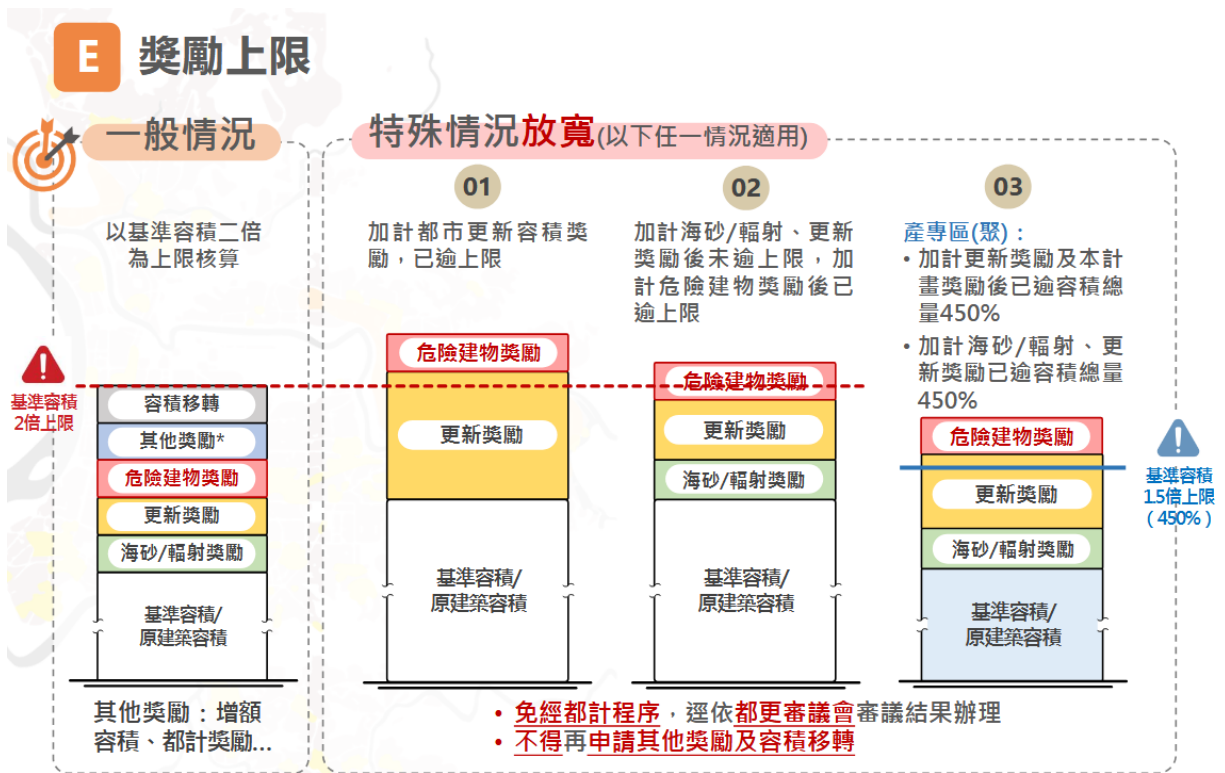 E 獎勵上限
一般情況
以基準容積二倍
為上限核算
基準容積
2倍上限
容積移轉
其他獎勵*
危險建物獎勵
更新獎勵
海砂/輻射獎勵
基準容積/
原建築容積
其他獎勵：增額
容積、都計獎勵...
特殊情況放寬(以下任一情況適用)
01
加計都市更新容積獎
勵，已逾上限
危險建物獎勵
更新獎勵
基準容積/
原建築容積
02
加計海砂/輻射、更新
獎勵後未逾上限，加
計危險建物獎勵後已
逾上限
危險建物獎勵
更新獎勵
海砂/輻射獎勵
基準容積/
原建築容積
03
產專區(聚)：
• 加計更新獎勵及本計
畫獎勵後已逾容積總
量450%
• 加計海砂/輻射、更
新獎勵已逾容積總量
450%
危險建物獎勵
更新獎勵
海砂/輻射獎勵
基準容積/
原建築容積
基準容積
1.5倍上限
（450%）
• 免經都計程序，逕依都更審議會審議結果辦理
• 不得再申請其他獎勵及容積移轉